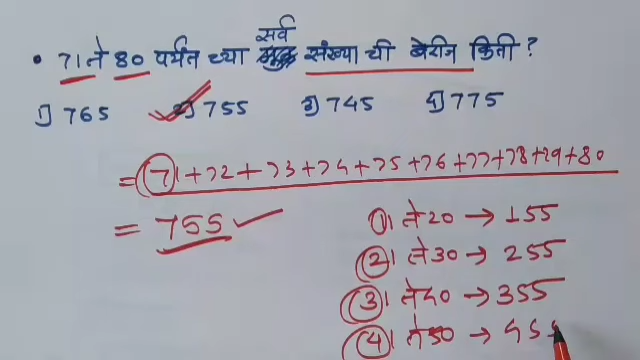 सर्व
• 71 ते 80 पर्यंत च्या संख्या ची बेरीज किती ?
1) 765 2) 755 3) 745 4) 775
= 71 + 72 + 73 + 74 + 75 + 76 + 77 + 78 + 79 + 80
= 755
11 ते 20 → 155
21 ते 30 → 255
31 ते 40 → 355
41 ते 50 → 455